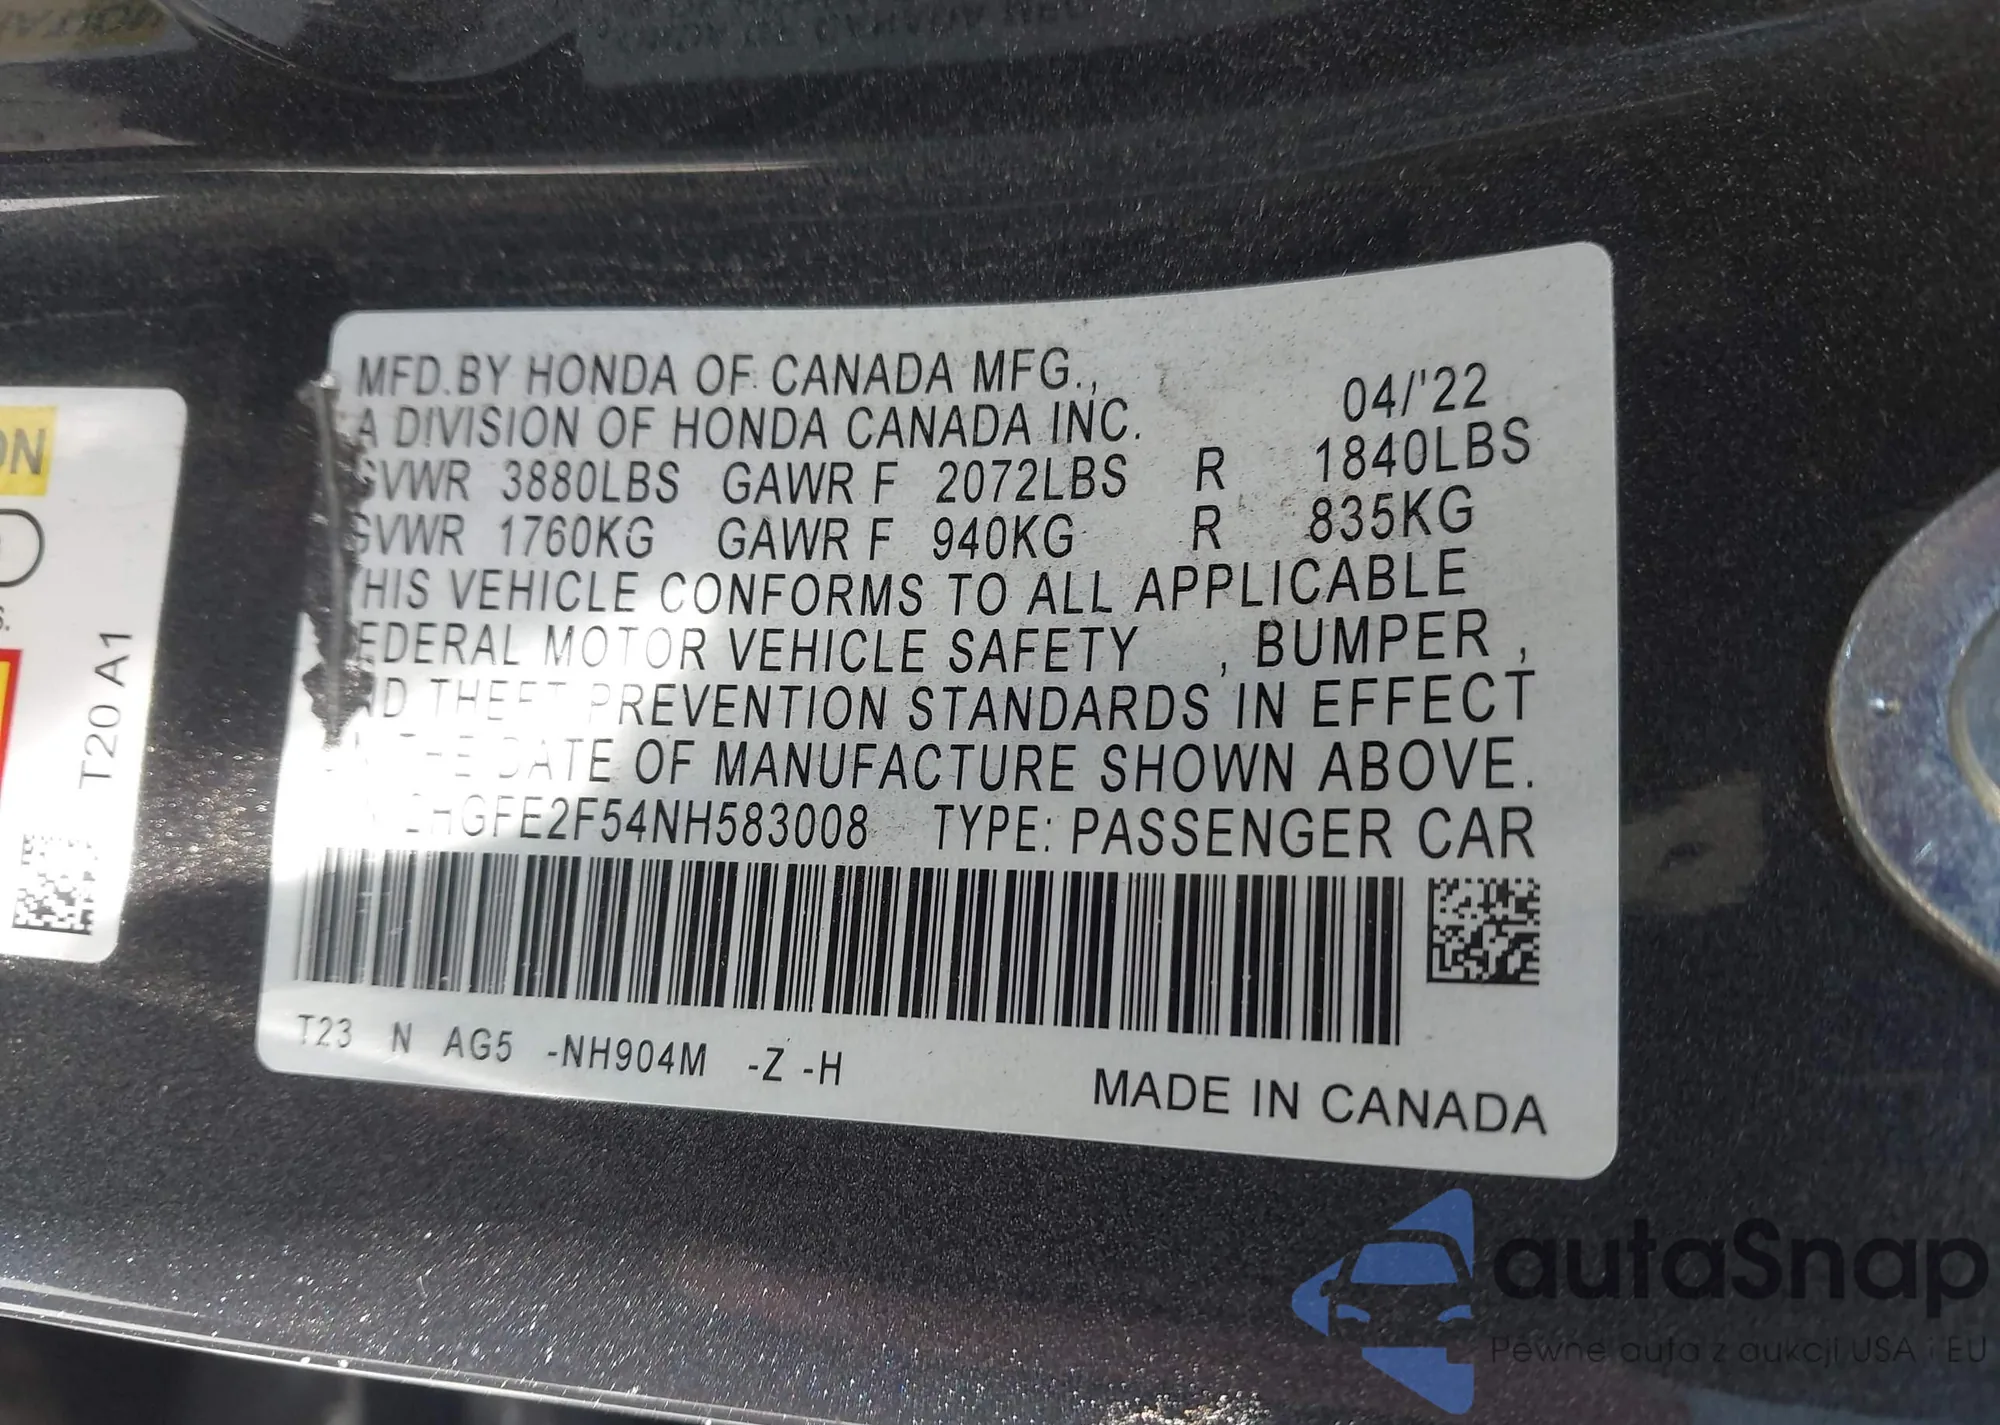 MFD.BY HONDA OF CANADA MFG.,
A DIVISION OF HONDA CANADA INC.
04/'22
GVWR 3880LBS GAWR F 2072LBS R 1840LBS
GVWR 1760KG GAWR F 940KG R 835KG
THIS VEHICLE CONFORMS TO ALL APPLICABLE
FEDERAL MOTOR VEHICLE SAFETY , BUMPER ,
AND THEFT PREVENTION STANDARDS IN EFFECT
THE DATE OF MANUFACTURE SHOWN ABOVE.
2HGFE2F54NH583008 TYPE: PASSENGER CAR
T23 N AG5 -NH904M -Z -H
MADE IN CANADA
T20 A1
autaSnap
Pewne auta z aukcji USA i EU